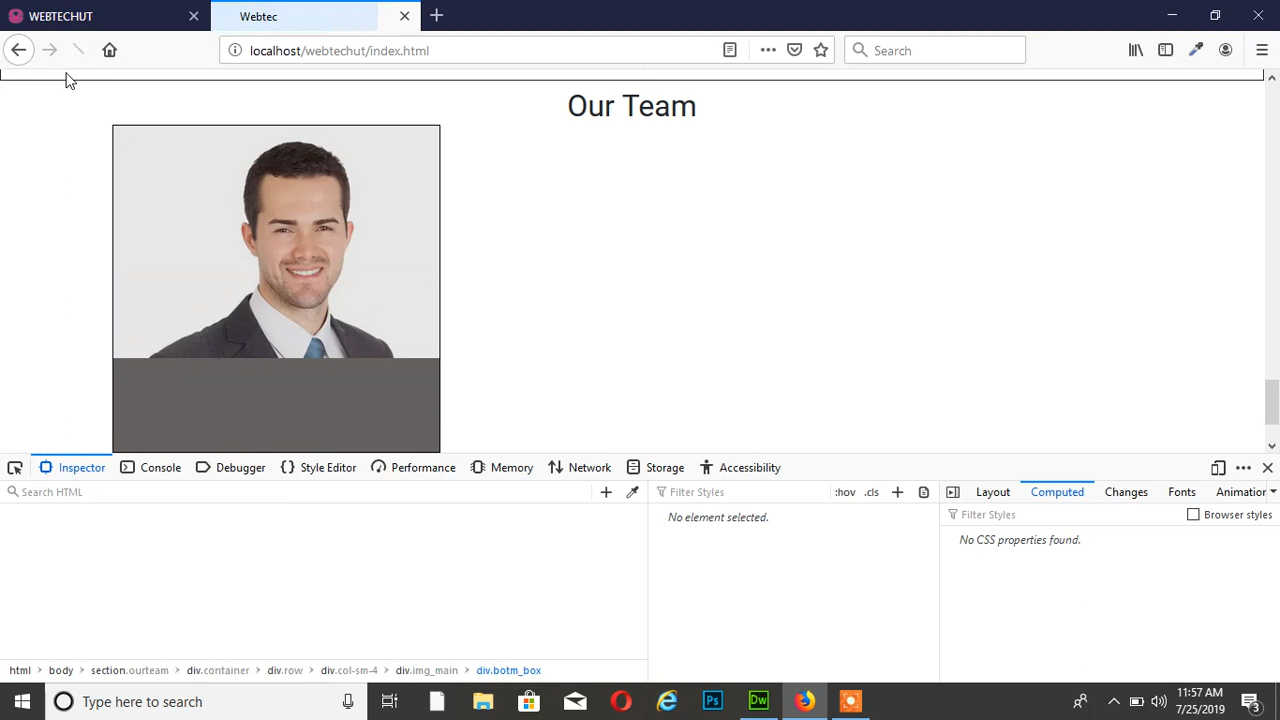 WEBTECHUT
Webtec
localhost/webtechut/index.html
Search
Our Team
Inspector
Console
Debugger
Style Editor
Performance
Memory
Network
Storage
Accessibility
Search HTML
Filter Styles
:hov
.cls
Layout
Computed
Changes
Fonts
Animation
No element selected.
Filter Styles
Browser styles
No CSS properties found.
html
body
section.ourteam
div.container
div.row
div.col-sm-4
div.img_main
div.botm_box
Type here to search
Ps
Dw
11:57 AM
7/25/2019
3